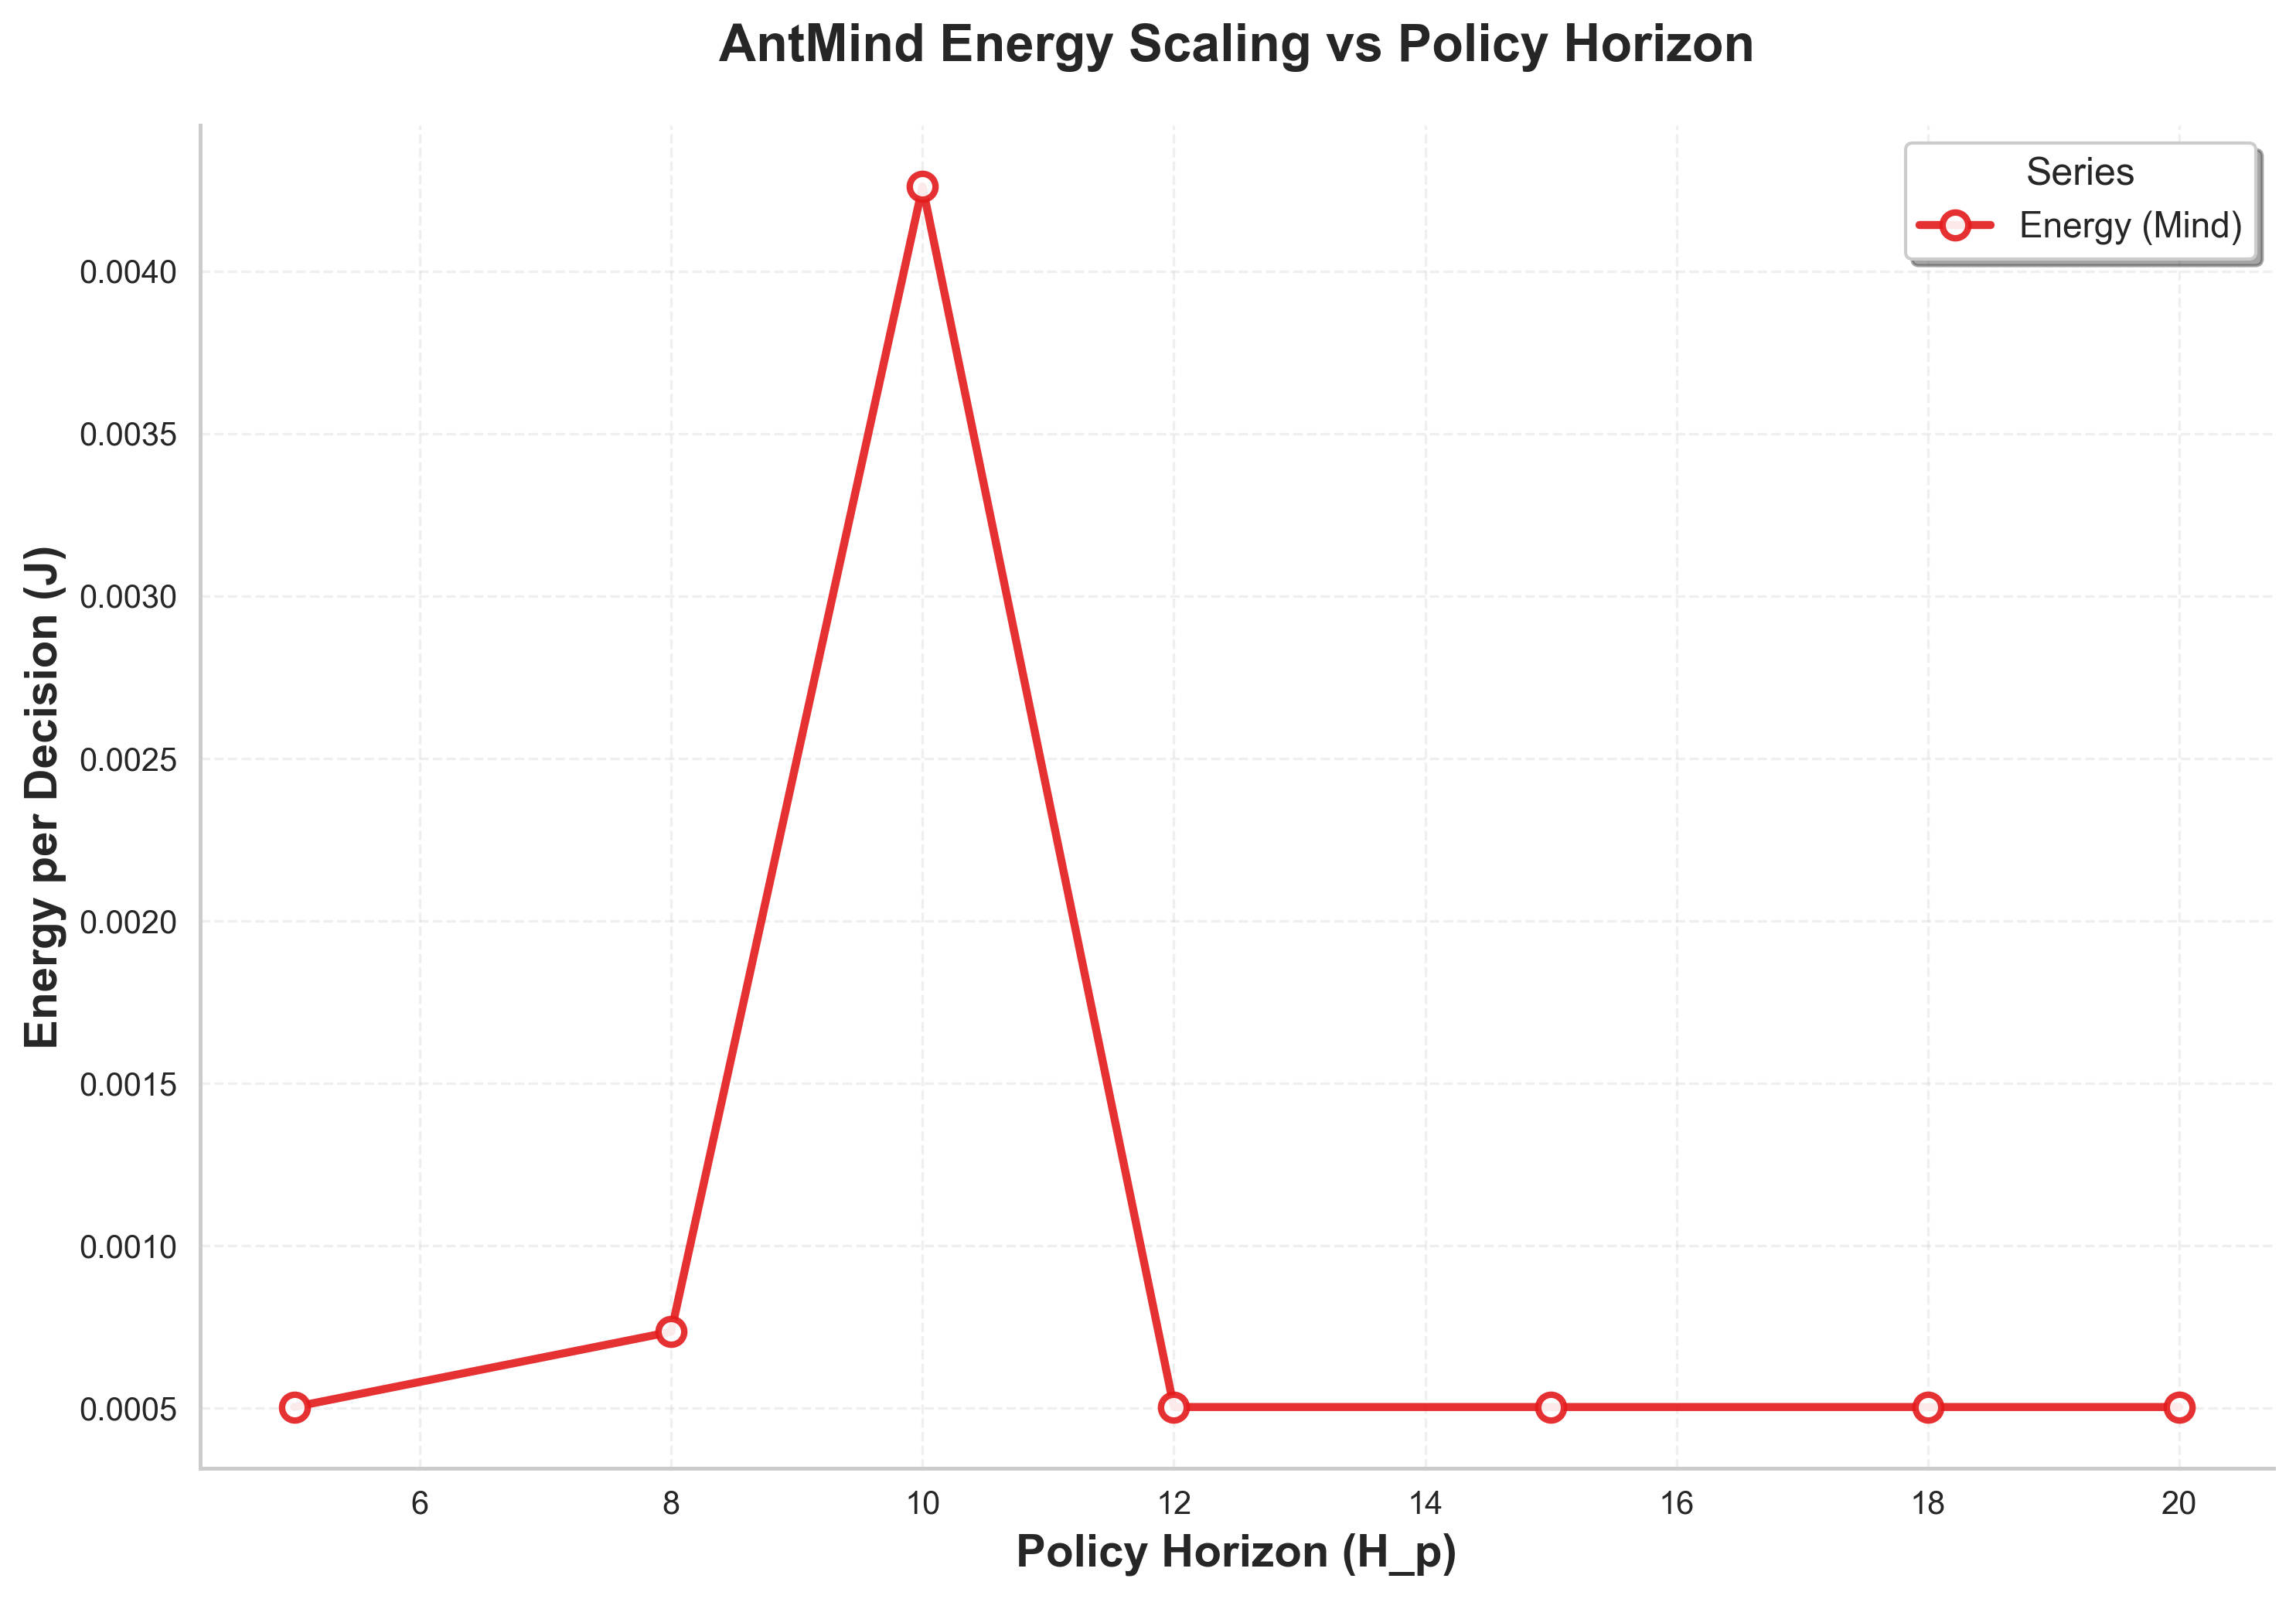 AntMind Energy Scaling vs Policy Horizon
Series
Energy (Mind)
Energy per Decision (J)
0.0040
0.0035
0.0030
0.0025
0.0020
0.0015
0.0010
0.0005
6 8 10 12 14 16 18 20
Policy Horizon (H_p)